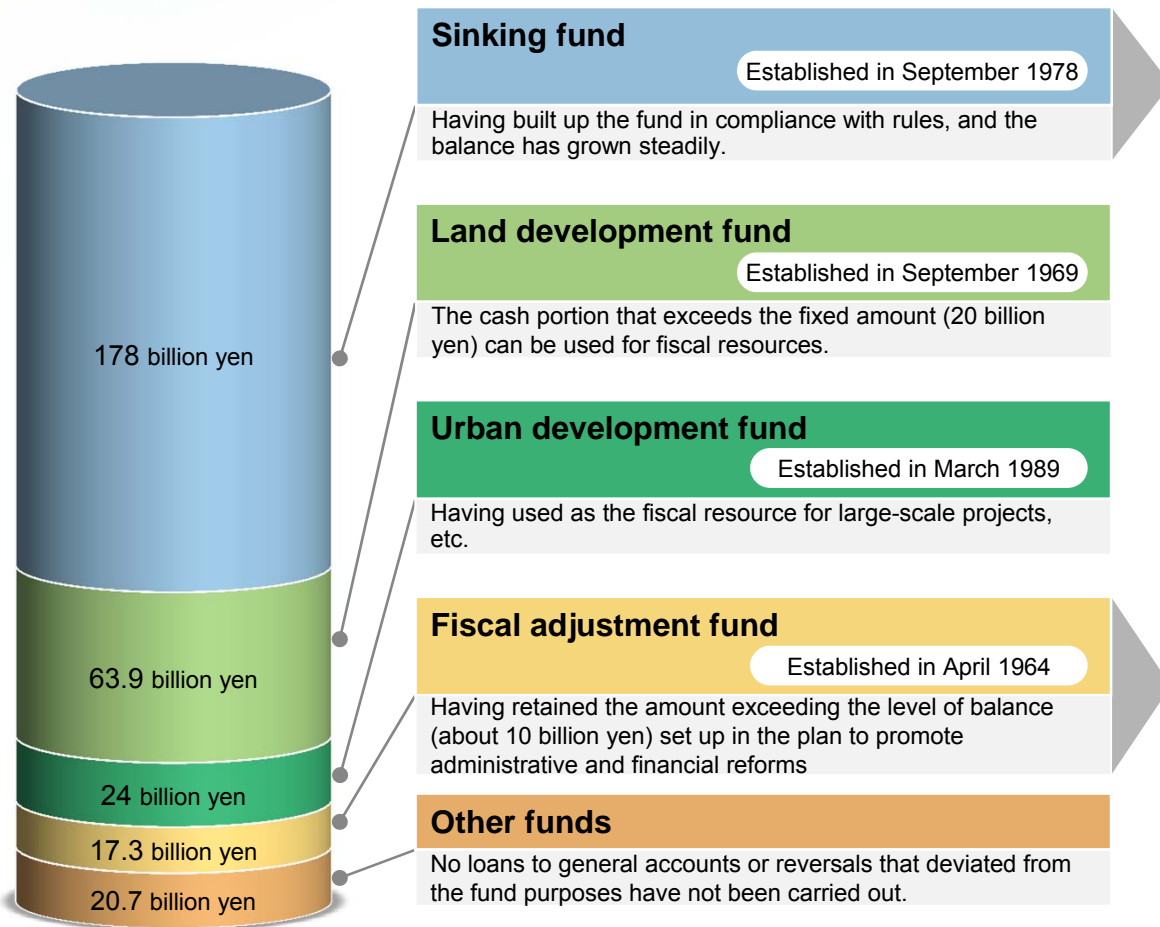 Sinking fund
Established in September 1978
Having built up the fund in compliance with rules, and the
balance has grown steadily.
Land development fund
Established in September 1969
The cash portion that exceeds the fixed amount (20 billion
yen) can be used for fiscal resources.
Urban development fund
Established in March 1989
Having used as the fiscal resource for large-scale projects,
etc.
Fiscal adjustment fund
Established in April 1964
Having retained the amount exceeding the level of balance
(about 10 billion yen) set up in the plan to promote
administrative and financial reforms
Other funds
No loans to general accounts or reversals that deviated from
the fund purposes have not been carried out.
178 billion yen
63.9 billion yen
24 billion yen
17.3 billion yen
20.7 billion yen